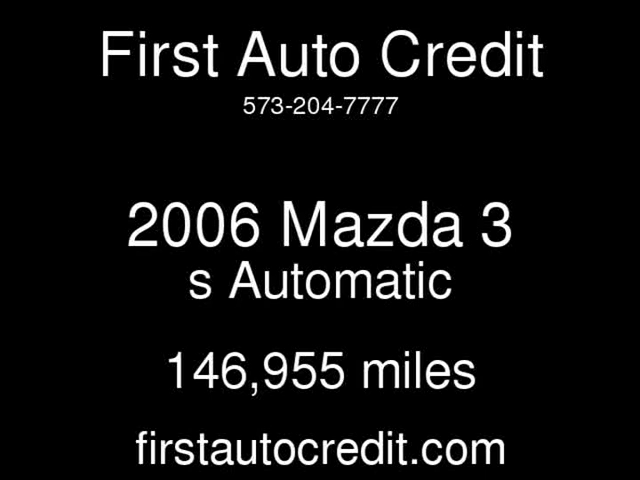 First Auto Credit
573-204-7777
2006 Mazda 3
s Automatic
146,955 miles
firstautocredit.com